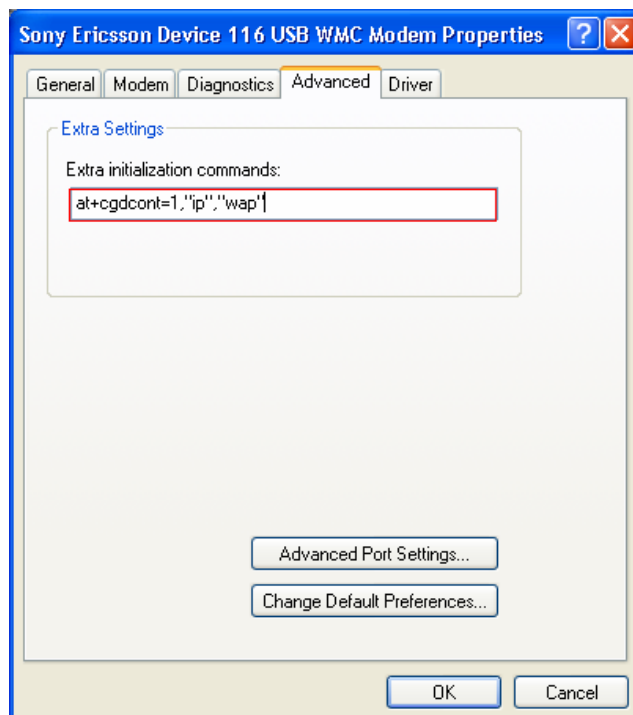 Sony Ericsson Device 116 USB WMC Modem Properties
General Modem Diagnostics Advanced Driver
Extra Settings
Extra initialization commands:
at+cgdcont=1,"ip","wap"
Advanced Port Settings...
Change Default Preferences...
OK Cancel